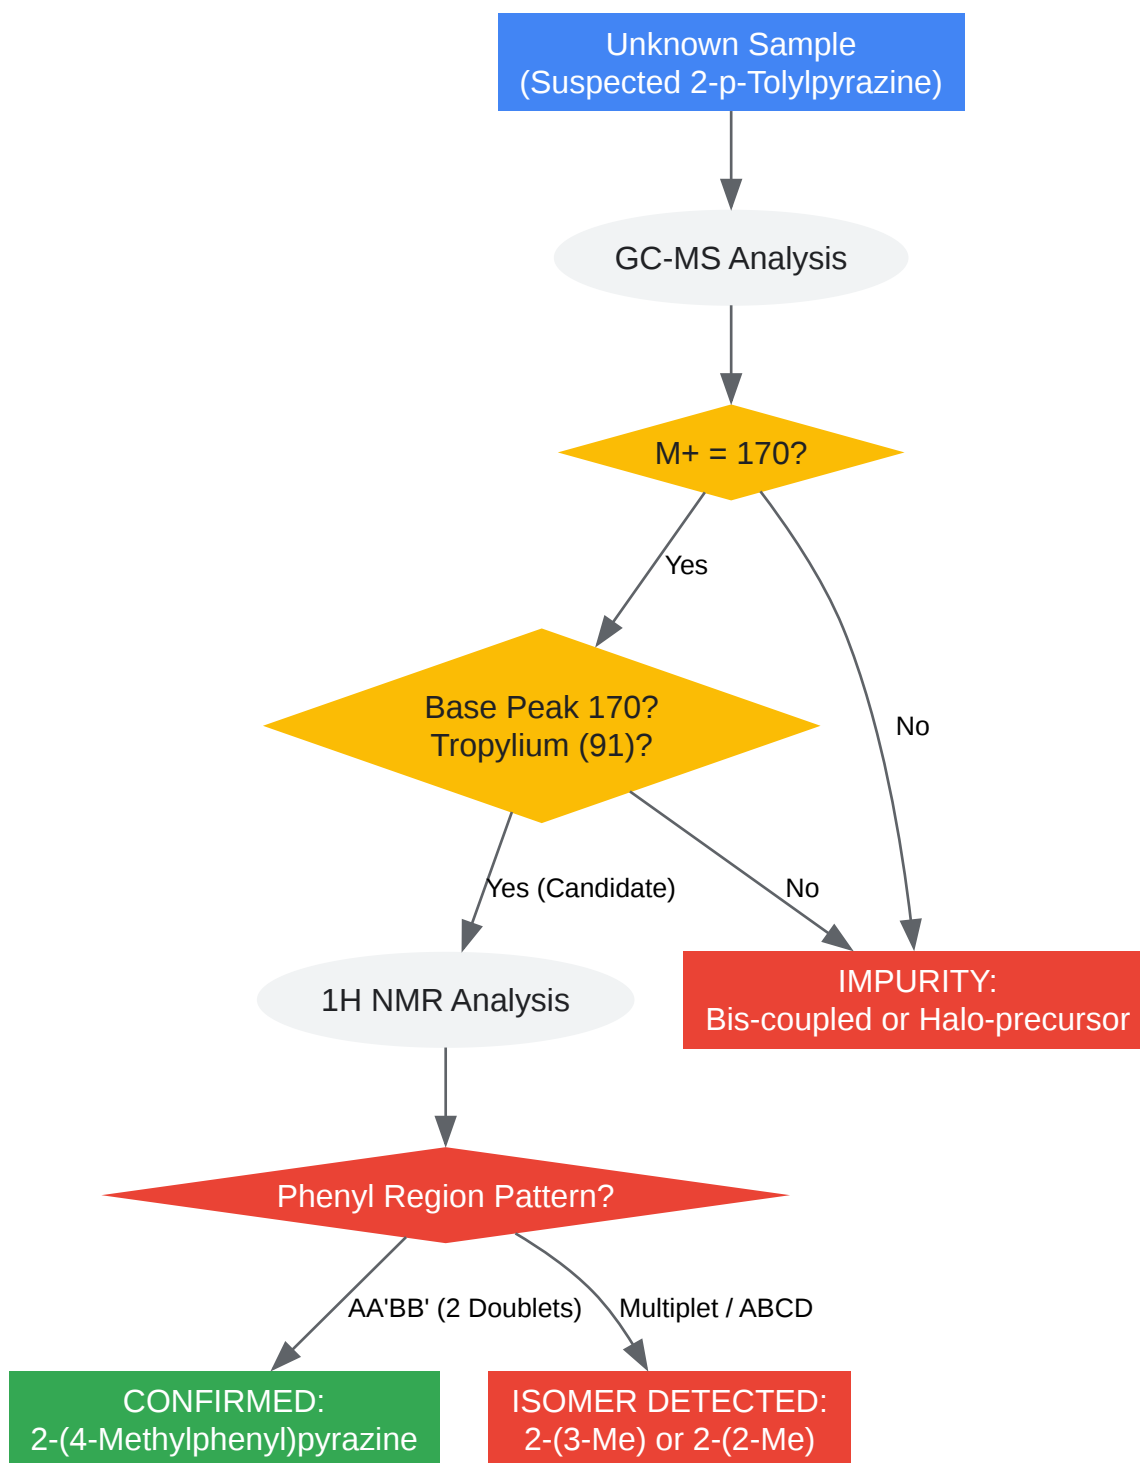 Unknown Sample
(Suspected 2-p-Tolylpyrazine)
GC-MS Analysis
M+ = 170?
Yes
No
Base Peak 170?
Tropylium (91)?
Yes (Candidate)
No
1H NMR Analysis
IMPURITY:
Bis-coupled or Halo-precursor
Phenyl Region Pattern?
AA'BB' (2 Doublets)
Multiplet / ABCD
CONFIRMED:
2-(4-Methylphenyl)pyrazine
ISOMER DETECTED:
2-(3-Me) or 2-(2-Me)